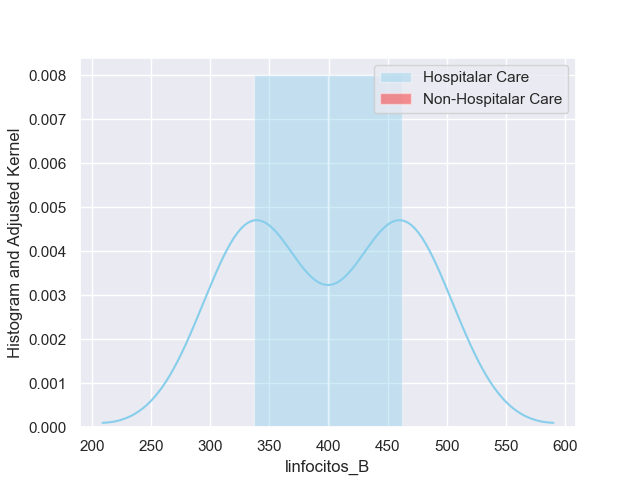 Hospitalar Care
Non-Hospitalar Care
0.008
0.007
0.006
0.005
0.004
0.003
0.002
0.001
0.000
Histogram and Adjusted Kernel
200 250 300 350 400 450 500 550 600
linfocitos_B